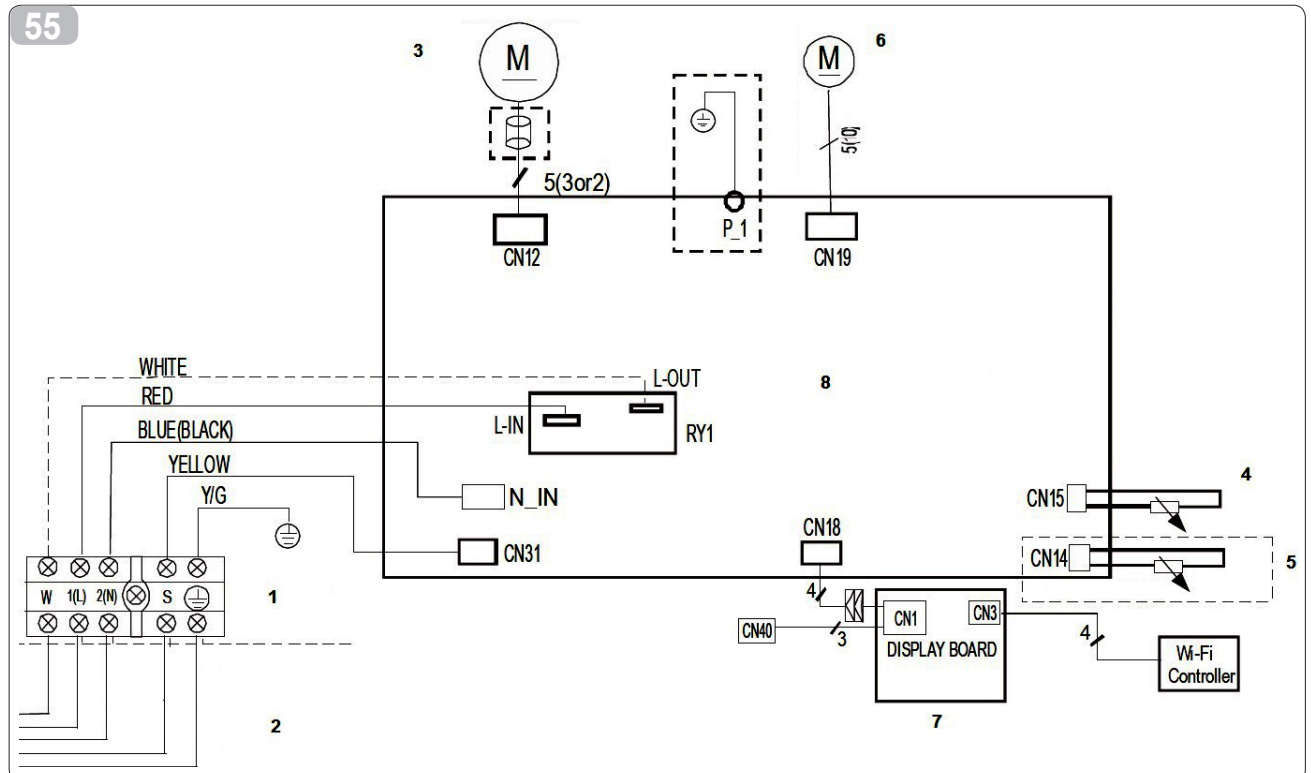 55
3
M
6
M
5(10)
5(3or2)
P_1
CN12
CN19
WHITE
L-OUT
8
RED
L-IN
RY1
BLUE(BLACK)
YELLOW
4
Y/G
N_IN
CN15
CN18
CN31
CN14
5
W 1(L) 2(N) S
1
4
CN1
CN3
CN40
3
DISPLAY BOARD
4
Wi-Fi
Controller
2
7